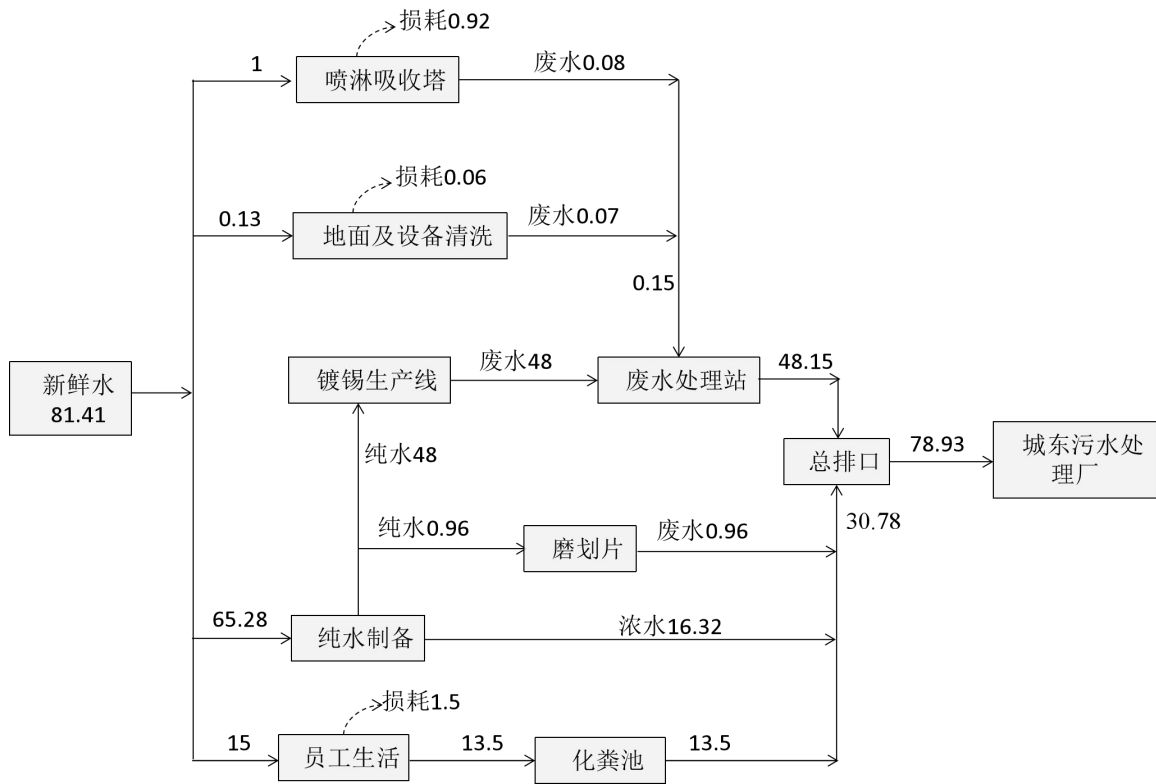 损耗0.92
1
喷淋吸收塔
废水0.08
损耗0.06
0.13
地面及设备清洗
废水0.07
0.15
新鲜水
81.41
镀锡生产线
废水48
废水处理站
48.15
纯水48
总排口
78.93
城东污水处
理厂
30.78
纯水0.96
磨划片
废水0.96
65.28
纯水制备
浓水16.32
损耗1.5
15
员工生活
13.5
化粪池
13.5